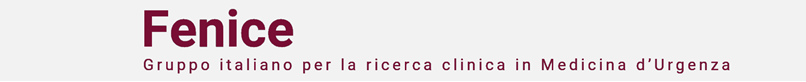 Fenice
Gruppo italiano per la ricerca clinica in Medicina d’Urgenza